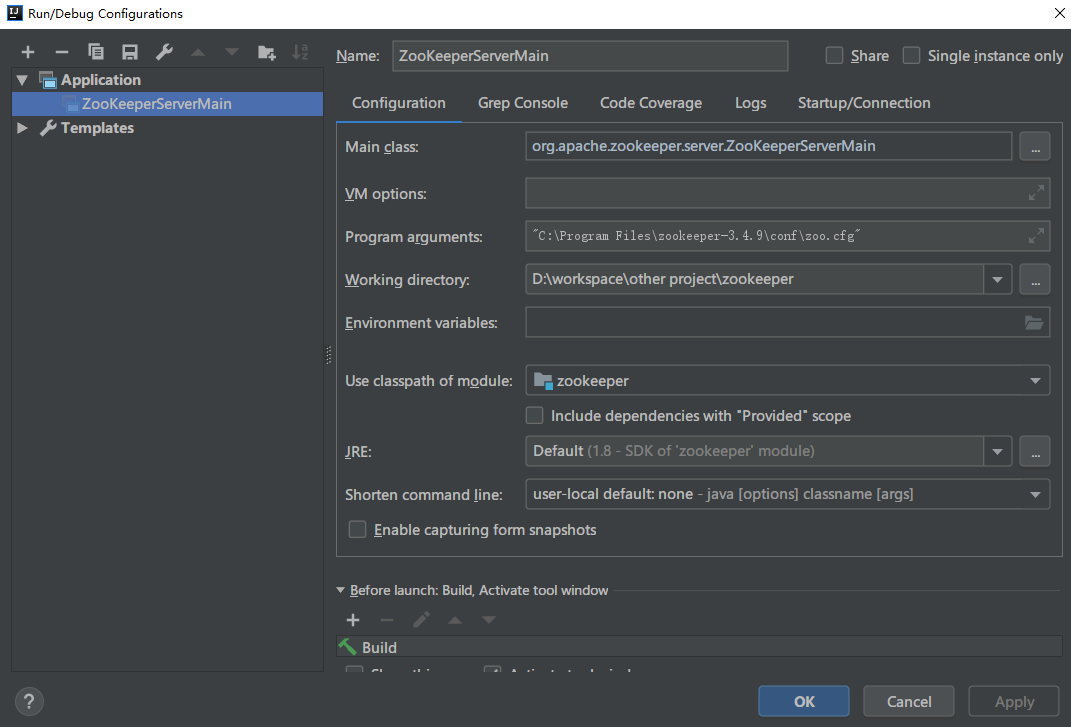 Run/Debug Configurations
Name: ZooKeeperServerMain Share Single instance only
Application
ZooKeeperServerMain
Templates
Configuration Grep Console Code Coverage Logs Startup/Connection
Main class: org.apache.zookeeper.server.ZooKeeperServerMain ...
VM options:
Program arguments: "C:\Program Files\zookeeper-3.4.9\conf\zoo.cfg"
Working directory: D:\workspace\other project\zookeeper ...
Environment variables:
Use classpath of module: zookeeper
Include dependencies with "Provided" scope
JRE: Default (1.8 - SDK of 'zookeeper' module) ...
Shorten command line: user-local default: none - java [options] classname [args]
Enable capturing form snapshots
Before launch: Build, Activate tool window
Build
? OK Cancel Apply